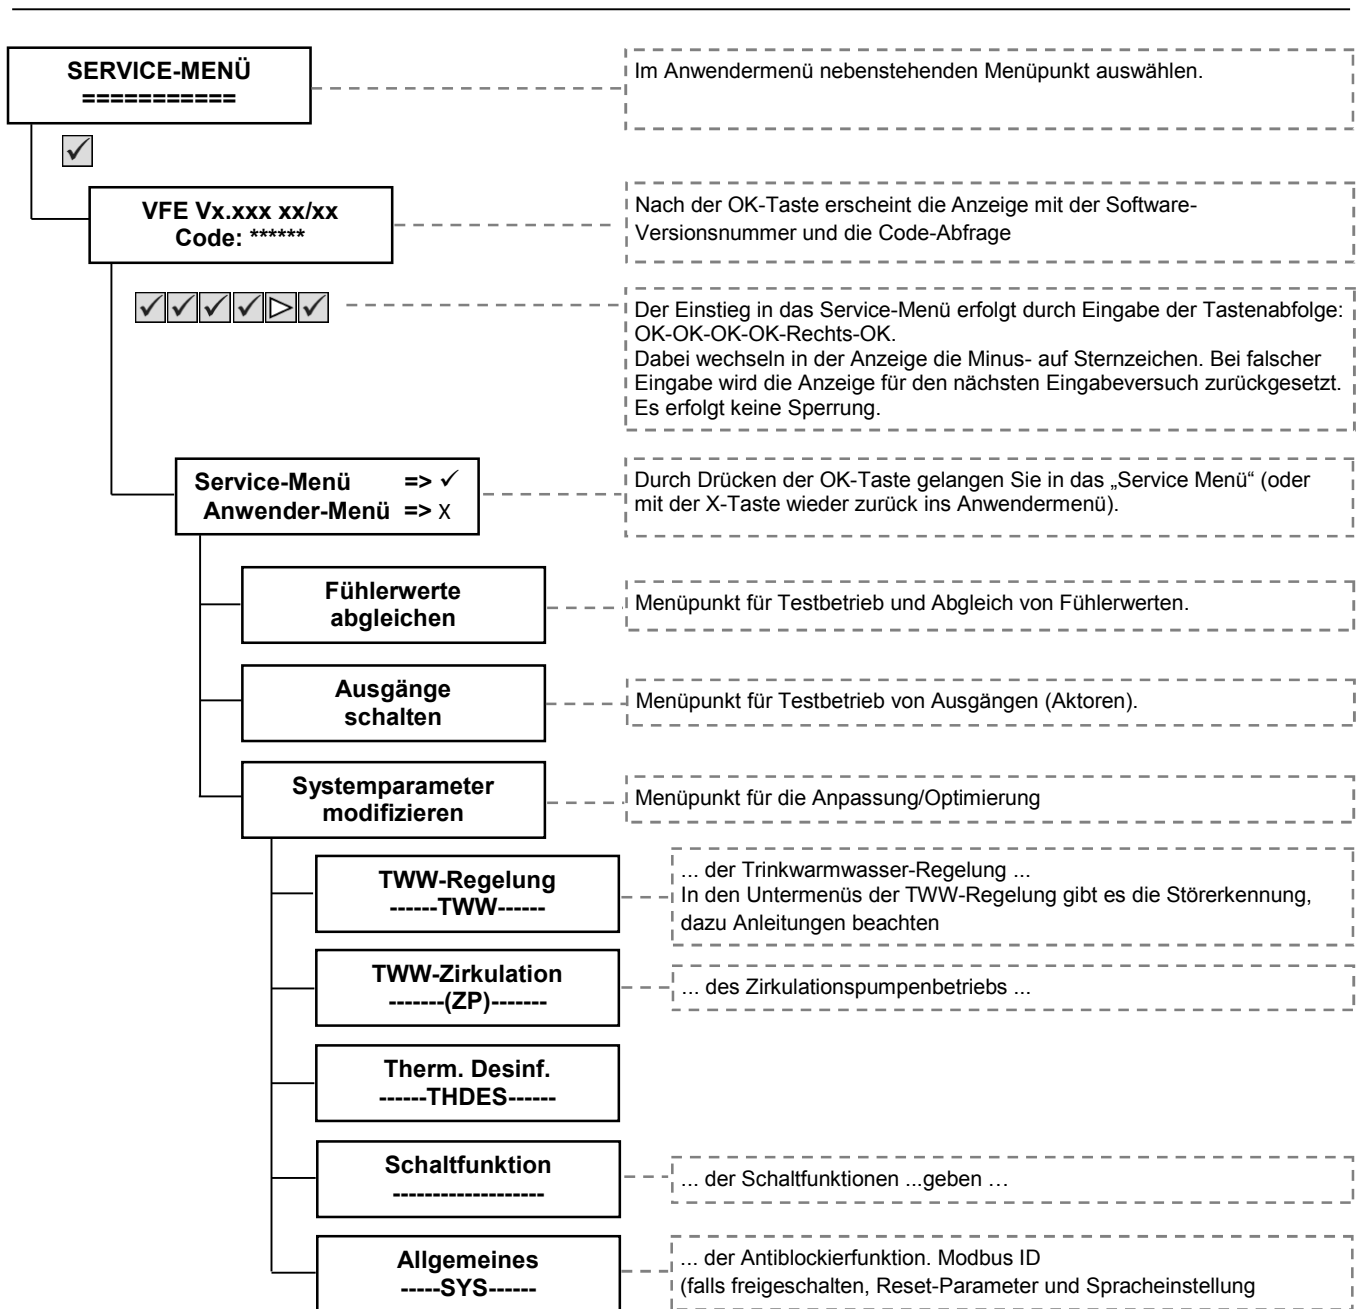 SERVICE-MENÜ
===========
Im Anwendermenü nebenstehenden Menüpunkt auswählen.
VFE Vx.xxx xx/xx
Code: ******
Nach der OK-Taste erscheint die Anzeige mit der Software-
Versionsnummer und die Code-Abfrage
Der Einstieg in das Service-Menü erfolgt durch Eingabe der Tastenabfolge:
OK-OK-OK-OK-Rechts-OK.
Dabei wechseln in der Anzeige die Minus- auf Sternzeichen. Bei falscher
Eingabe wird die Anzeige für den nächsten Eingabeversuch zurückgesetzt.
Es erfolgt keine Sperrung.
Service-Menü => ✓
Anwender-Menü => X
Durch Drücken der OK-Taste gelangen Sie in das „Service Menü“ (oder
mit der X-Taste wieder zurück ins Anwendermenü).
Fühlerwerte
abgleichen
Menüpunkt für Testbetrieb und Abgleich von Fühlerwerten.
Ausgänge
schalten
Menüpunkt für Testbetrieb von Ausgängen (Aktoren).
Systemparameter
modifizieren
Menüpunkt für die Anpassung/Optimierung
TWW-Regelung
------TWW------
... der Trinkwarmwasser-Regelung ...
In den Untermenüs der TWW-Regelung gibt es die Störerkennung,
dazu Anleitungen beachten
TWW-Zirkulation
-------(ZP)-------
... des Zirkulationspumpenbetriebs ...
Therm. Desinf.
------THDES------
Schaltfunktion
-------------------
... der Schaltfunktionen ...geben …
Allgemeines
-----SYS------
... der Antiblockierfunktion. Modbus ID
(falls freigeschalten, Reset-Parameter und Spracheinstellung